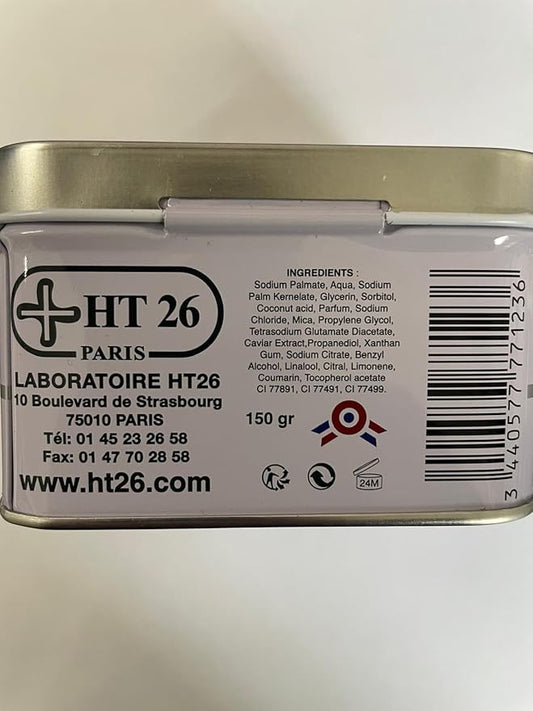 HT 26
PARIS
LABORATOIRE HT26
10 Boulevard de Strasbourg
75010 PARIS
Tél: 01 45 23 26 58
Fax: 01 47 70 28 58
www.ht26.com
INGREDIENTS :
Sodium Palmate, Aqua, Sodium
Palm Kernelate, Glycerin, Sorbitol,
Coconut acid, Parfum, Sodium
Chloride, Mica, Propylene Glycol,
Tetrasodium Glutamate Diacetate,
Caviar Extract,Propanediol, Xanthan
Gum, Sodium Citrate, Benzyl
Alcohol, Linalool, Citral, Limonene,
Coumarin, Tocopherol acetate
CI 77891, CI 77491, CI 77499.
150 gr
24M
3 440577 771236